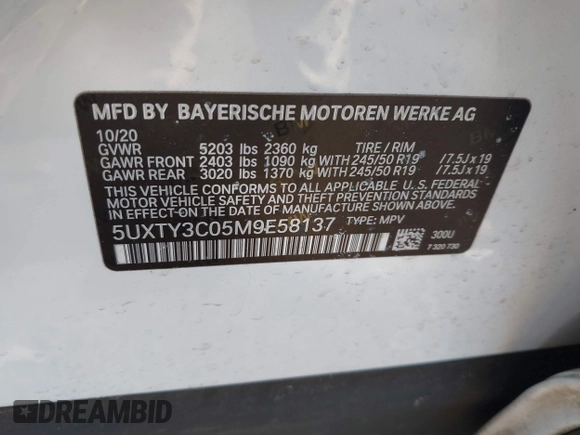 MFD BY BAYERISCHE MOTOREN WERKE AG
10/20
GVWR 5203 lbs 2360 kg TIRE / RIM
GAWR FRONT 2403 lbs 1090 kg WITH 245/50 R19 /7.5J x 19
GAWR REAR 3020 lbs 1370 kg WITH 245/50 R19 /7.5J x 19
THIS VEHICLE CONFORMS TO ALL APPLICABLE U.S. FEDERAL
MOTOR VEHICLE SAFETY AND THEFT PREVENTION STANDARDS
IN EFFECT ON THE DATE OF MANUFACTURE SHOWN ABOVE.
5UXTY3C05M9E58137 TYPE: MPV
300U
7 320 730
DREAMBID